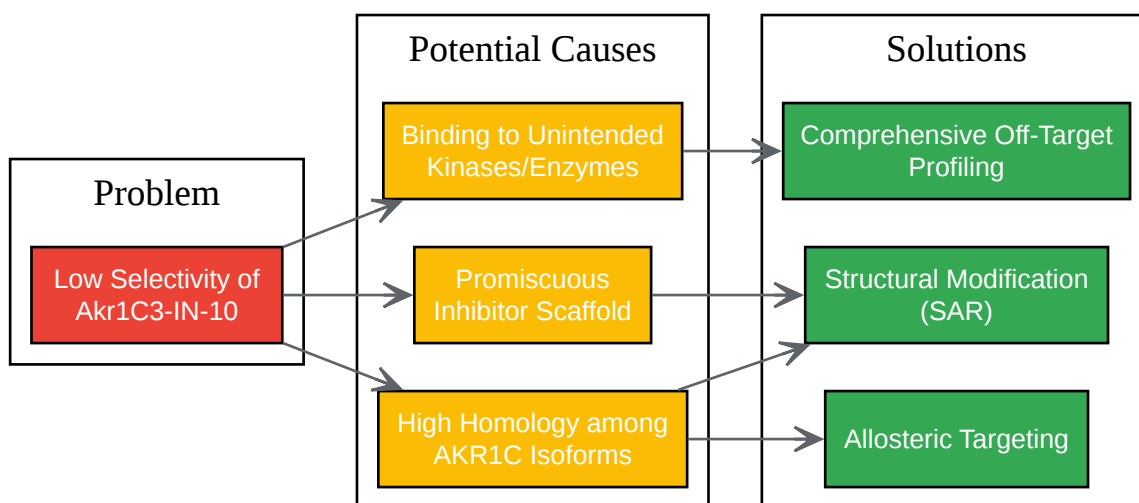 Problem
Low Selectivity of
Akr1C3-IN-10
Potential Causes
Binding to Unintended
Kinases/Enzymes
Promiscuous
Inhibitor Scaffold
High Homology among
AKR1C Isoforms
Solutions
Comprehensive Off-Target
Profiling
Structural Modification
(SAR)
Allosteric Targeting